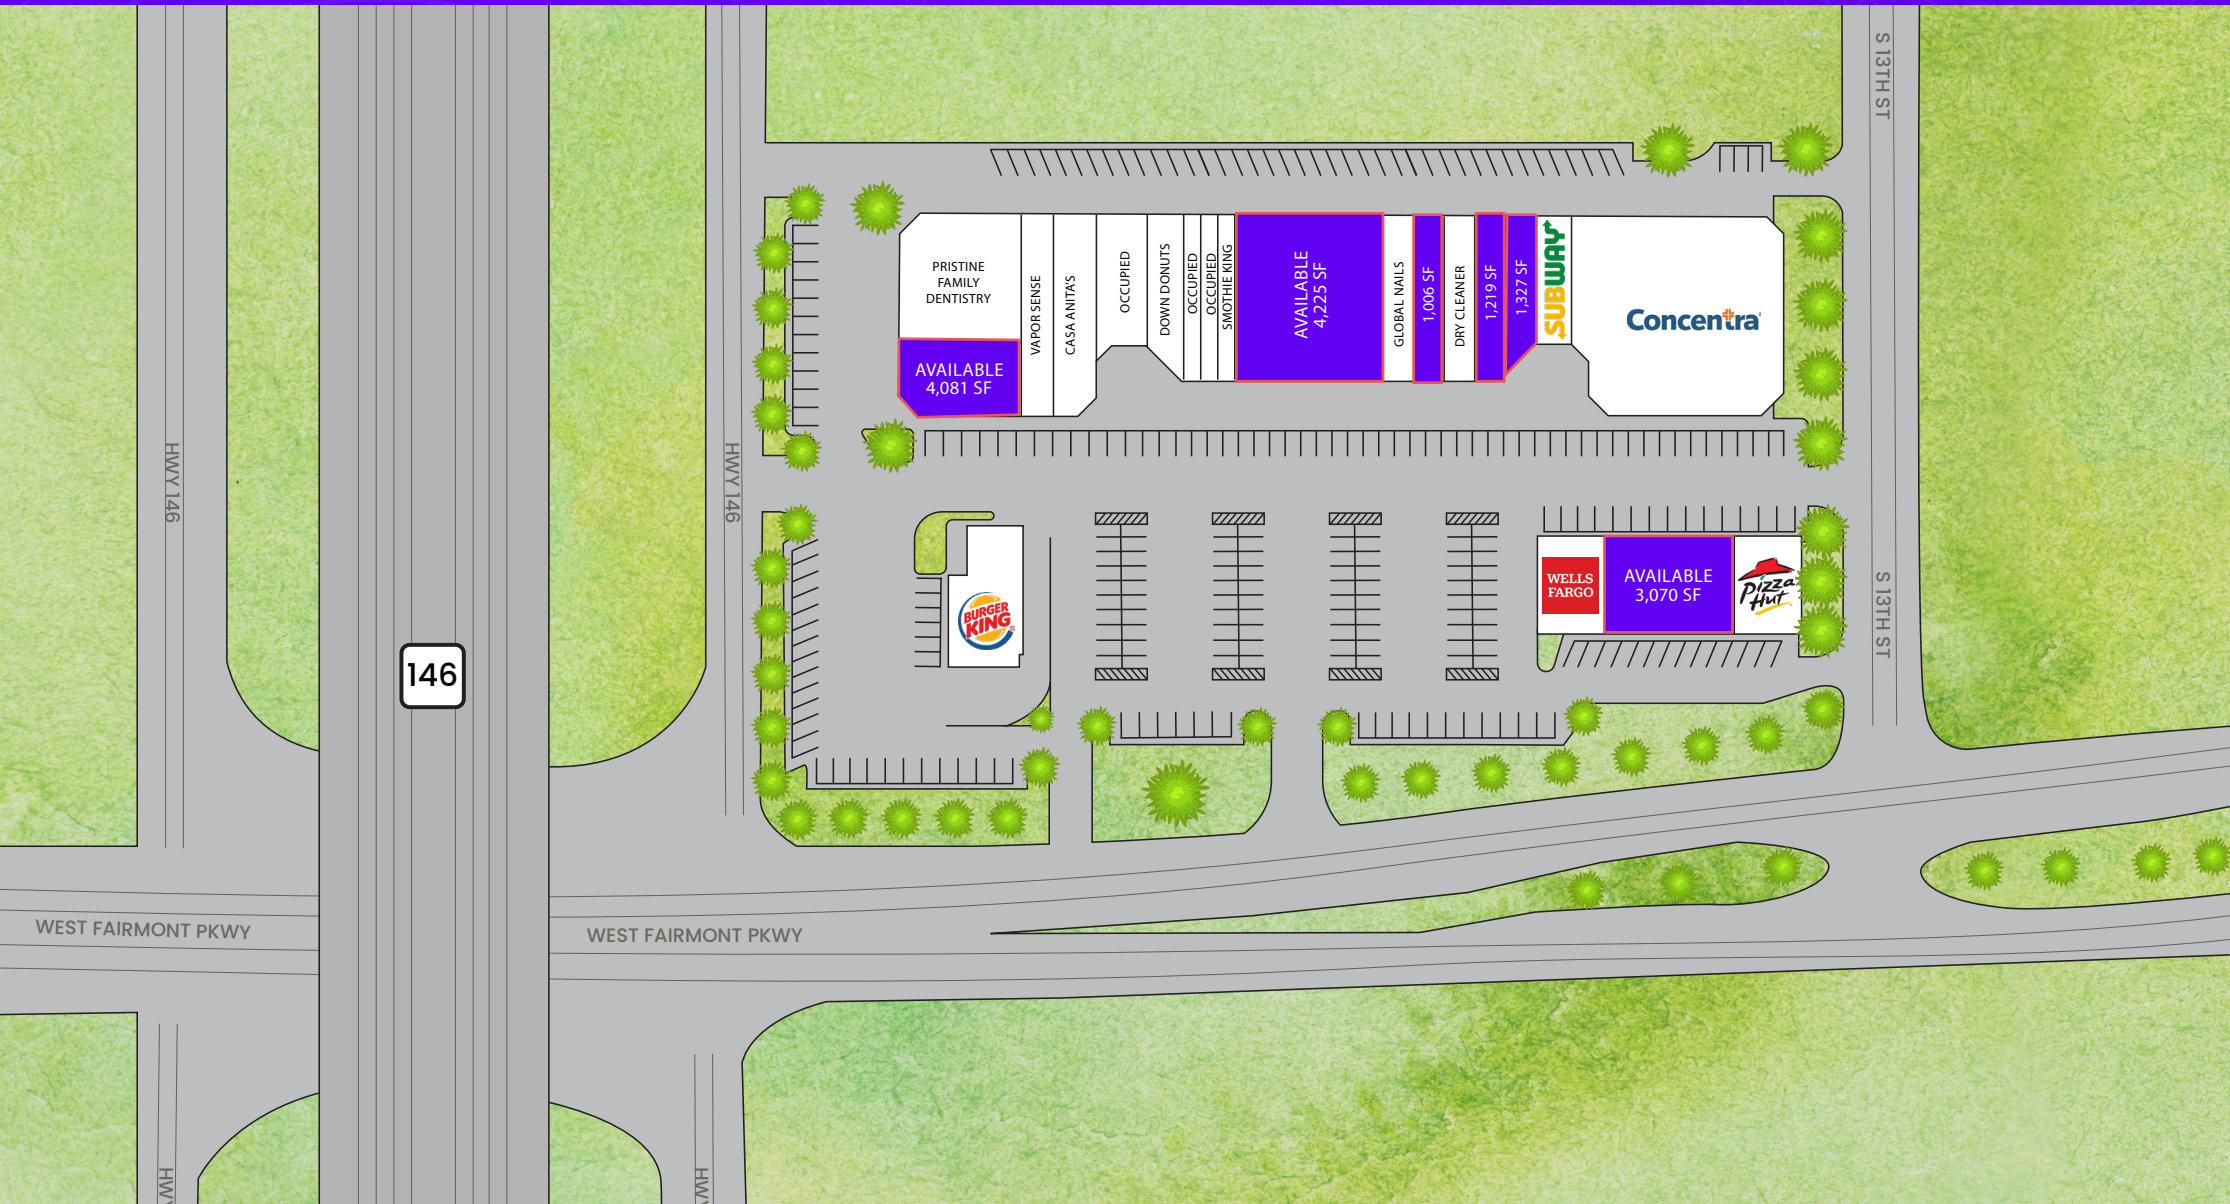 S 13TH ST
PRISTINE
FAMILY
DENTISTRY
AVAILABLE
4,081 SF
VAPOR SENSE
CASA ANITA'S
OCCUPIED
DOWN DONUTS
OCCUPIED
OCCUPIED
SMOTHIE KING
AVAILABLE
4,225 SF
GLOBAL NAILS
1,006 SF
DRY CLEANER
1,219 SF
1,327 SF
SUBWAY
Concentra
HWY 146
HWY 146
WELLS
FARGO
AVAILABLE
3,070 SF
Pizza
Hut
BURGER
KING
®
S 13TH ST
146
WEST FAIRMONT PKWY
WEST FAIRMONT PKWY
HWY
HWY